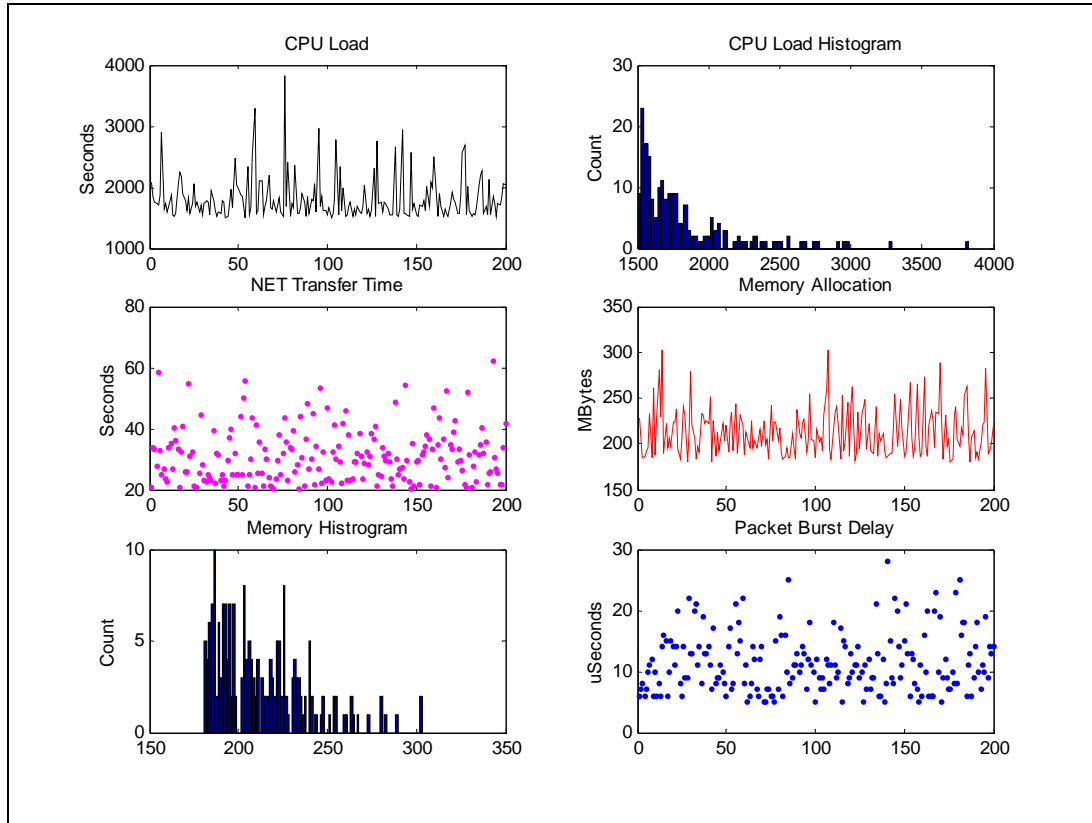 CPU Load
4000
3000
2000
1000
Seconds
0 50 100 150 200
CPU Load Histogram
30
20
10
0
Count
1500 2000 2500 3000 3500 4000
NET Transfer Time
80
60
40
20
Seconds
0 50 100 150 200
Memory Allocation
350
300
250
200
150
MBytes
0 50 100 150 200
Memory Histrogram
10
5
0
Count
150 200 250 300 350
Packet Burst Delay
30
20
10
0
uSeconds
0 50 100 150 200